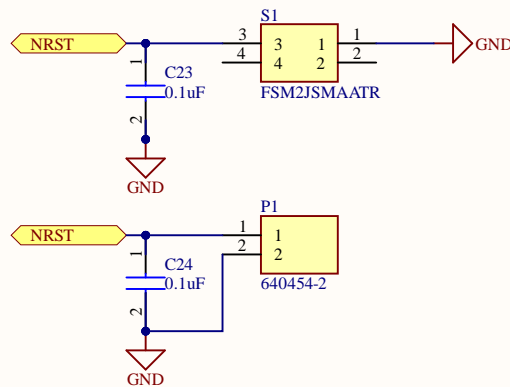 S1
NRST
3 3 1 1
4 4 2 2
GND
1
C23
0.1uF
FSM2JSMAATR
2
GND
P1
NRST
1 1
2 2
1
C24
0.1uF
640454-2
2
GND